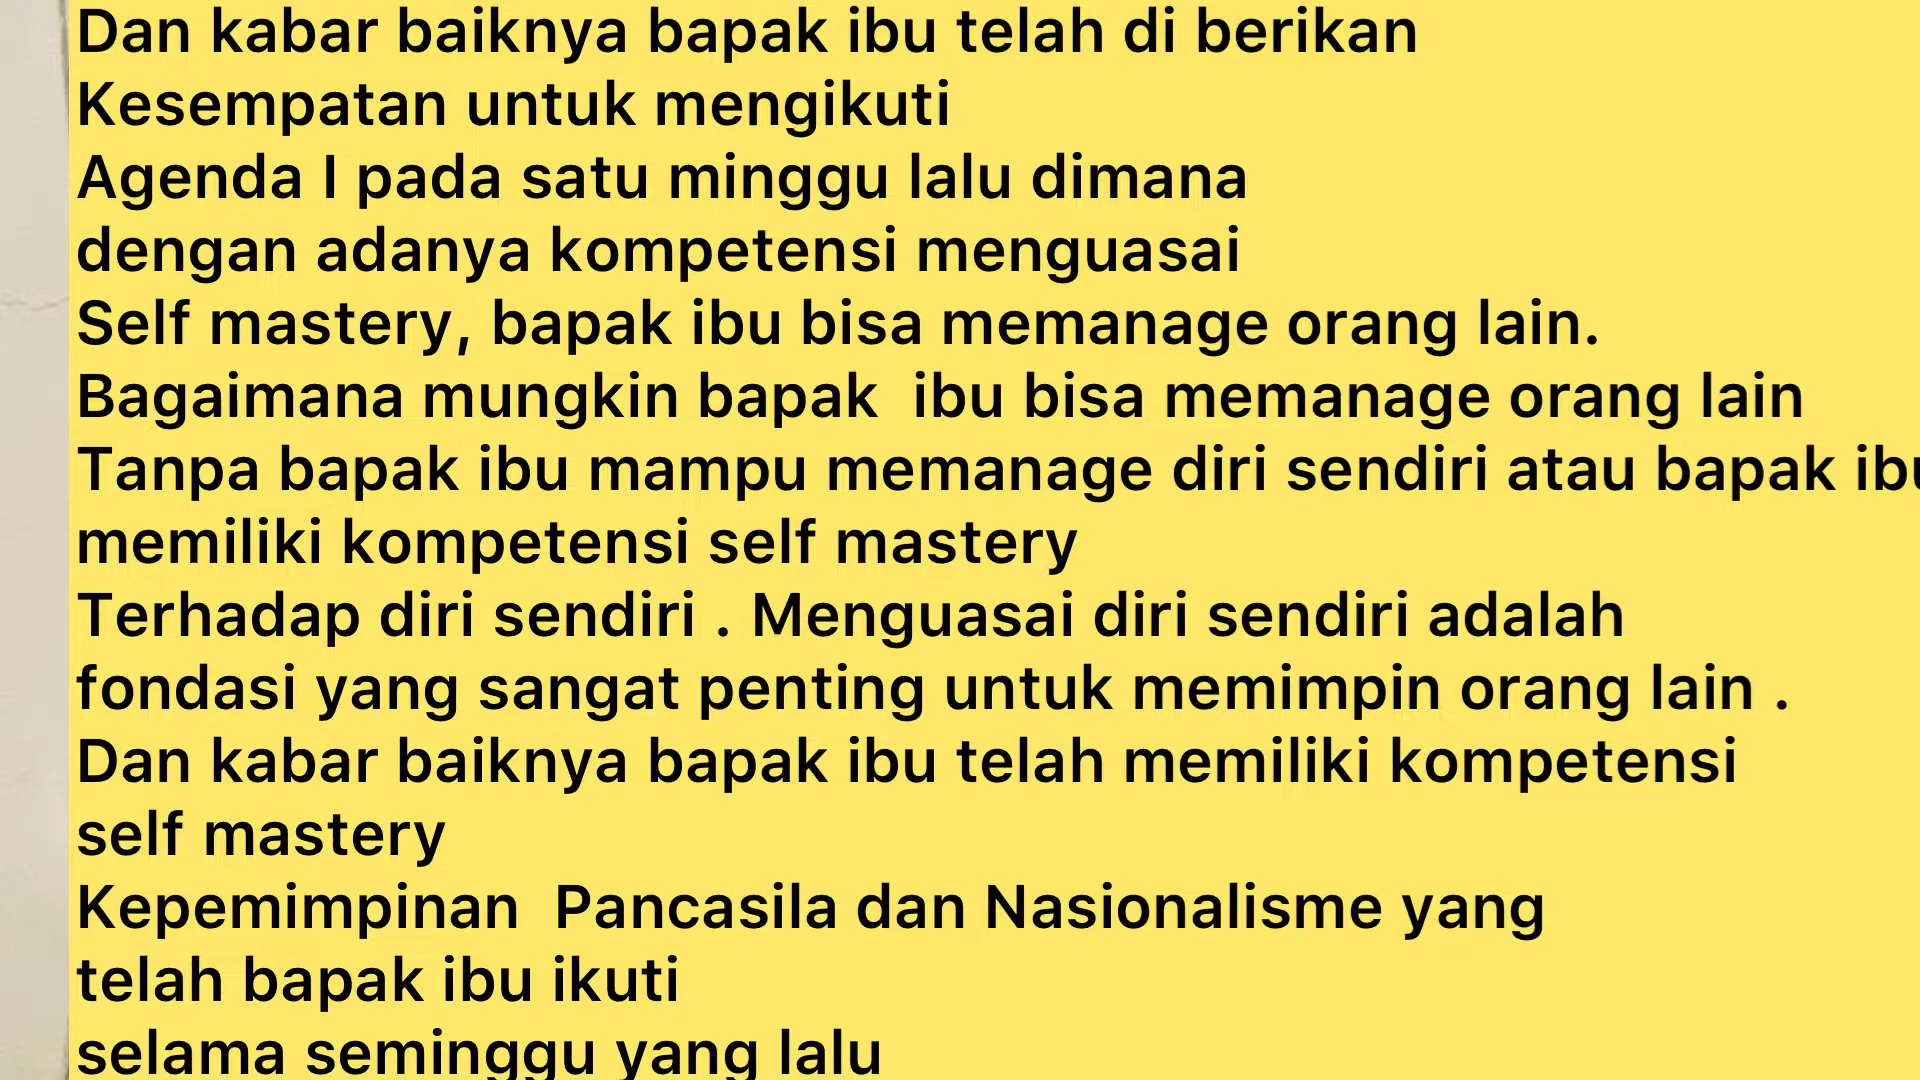 Dan kabar baiknya bapak ibu telah di berikan
Kesempatan untuk mengikuti
Agenda I pada satu minggu lalu dimana
dengan adanya kompetensi menguasai
Self mastery, bapak ibu bisa memanage orang lain.
Bagaimana mungkin bapak  ibu bisa memanage orang lain
Tanpa bapak ibu mampu memanage diri sendiri atau bapak ibu
memiliki kompetensi self mastery
Terhadap diri sendiri . Menguasai diri sendiri adalah
fondasi yang sangat penting untuk memimpin orang lain .
Dan kabar baiknya bapak ibu telah memiliki kompetensi
self mastery
Kepemimpinan  Pancasila dan Nasionalisme yang
telah bapak ibu ikuti
selama seminggu yang lalu